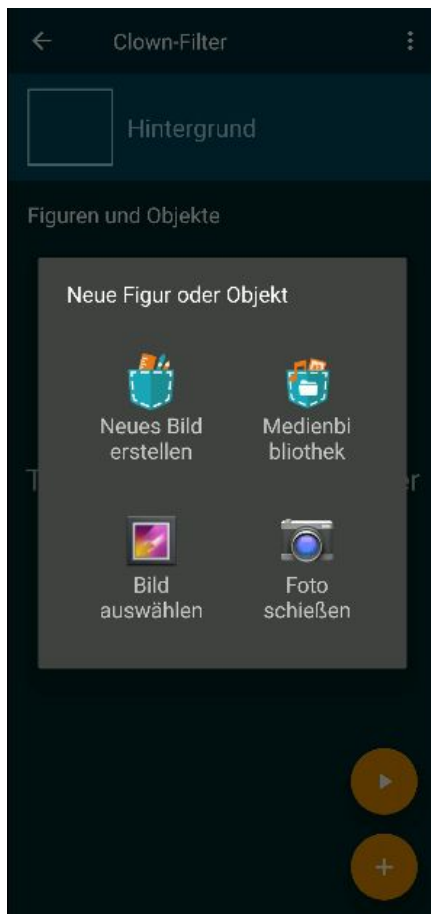 Clown-Filter
Hintergrund
Figuren und Objekte
Neue Figur oder Objekt
Neues Bild
erstellen
Medienbi
bliothek
Bild
auswählen
Foto
schießen